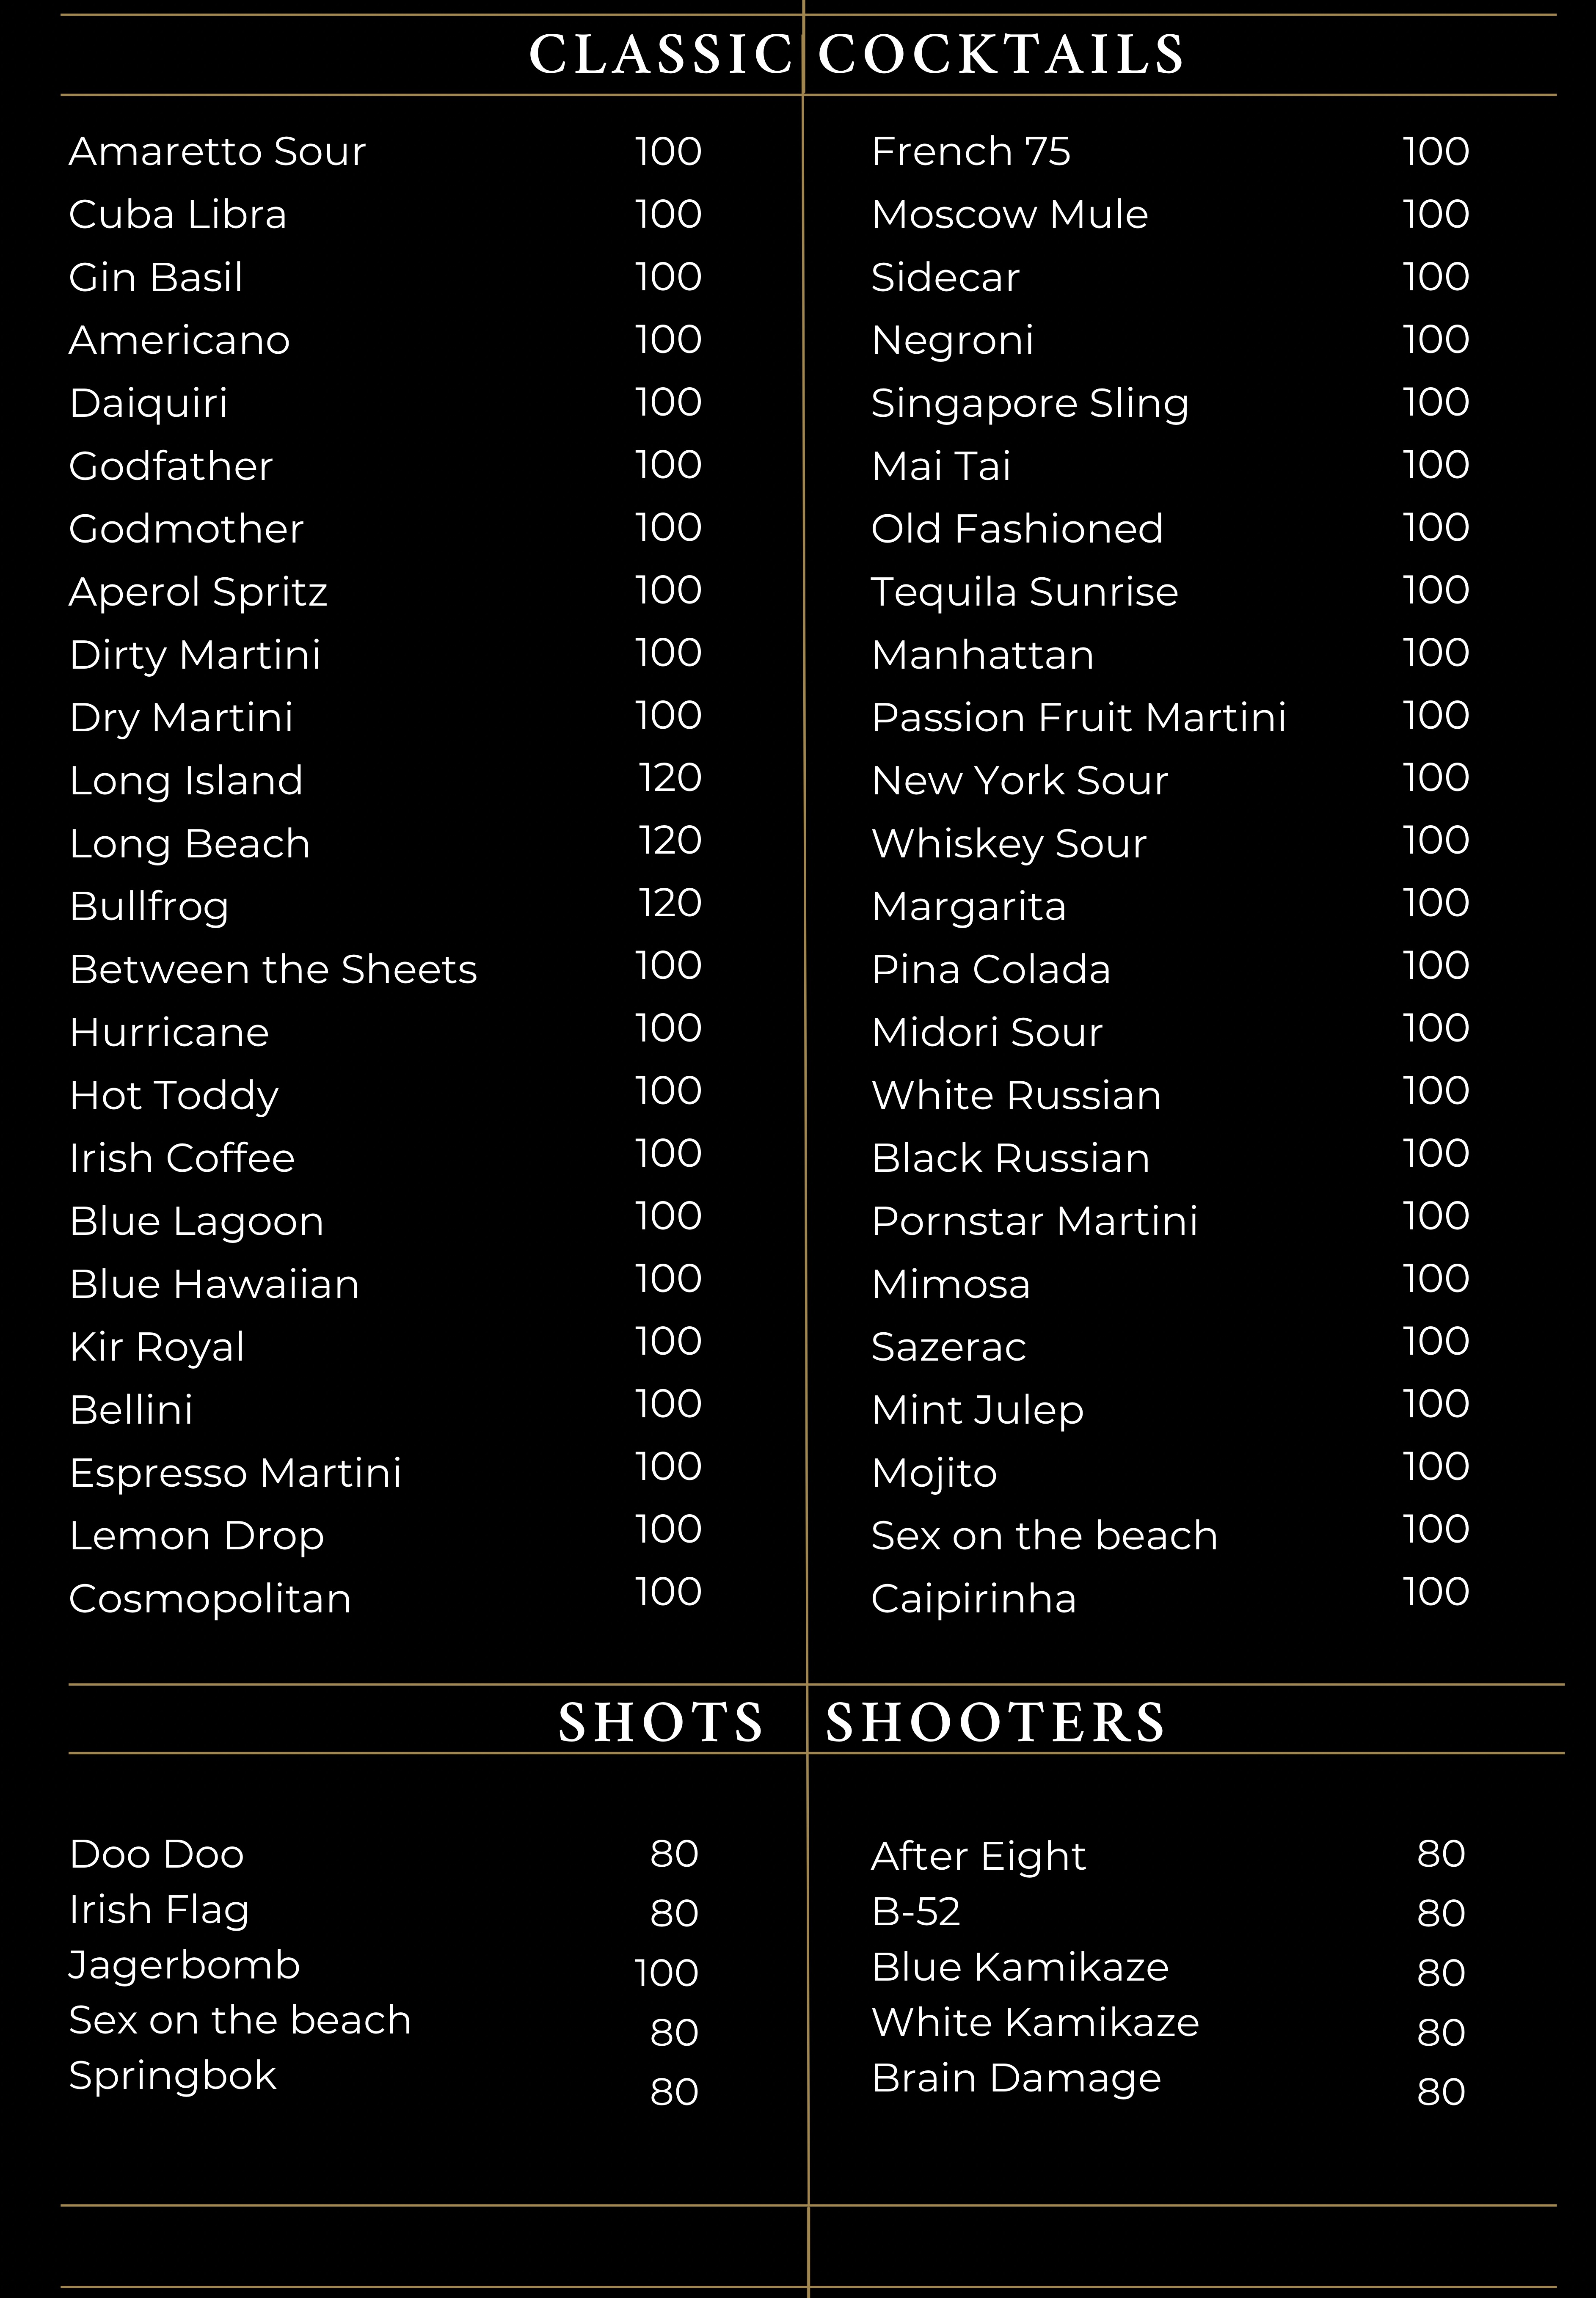 CLASSIC COCKTAILS
Amaretto Sour 100
Cuba Libra 100
Gin Basil 100
Americano 100
Daiquiri 100
Godfather 100
Godmother 100
Aperol Spritz 100
Dirty Martini 100
Dry Martini 100
Long Island 120
Long Beach 120
Bullfrog 120
Between the Sheets 100
Hurricane 100
Hot Toddy 100
Irish Coffee 100
Blue Lagoon 100
Blue Hawaiian 100
Kir Royal 100
Bellini 100
Espresso Martini 100
Lemon Drop 100
Cosmopolitan 100
French 75 100
Moscow Mule 100
Sidecar 100
Negroni 100
Singapore Sling 100
Mai Tai 100
Old Fashioned 100
Tequila Sunrise 100
Manhattan 100
Passion Fruit Martini 100
New York Sour 100
Whiskey Sour 100
Margarita 100
Pina Colada 100
Midori Sour 100
White Russian 100
Black Russian 100
Pornstar Martini 100
Mimosa 100
Sazerac 100
Mint Julep 100
Mojito 100
Sex on the beach 100
Caipirinha 100
SHOTS SHOOTERS
Doo Doo 80
Irish Flag 80
Jagerbomb 100
Sex on the beach 80
Springbok 80
After Eight 80
B-52 80
Blue Kamikaze 80
White Kamikaze 80
Brain Damage 80